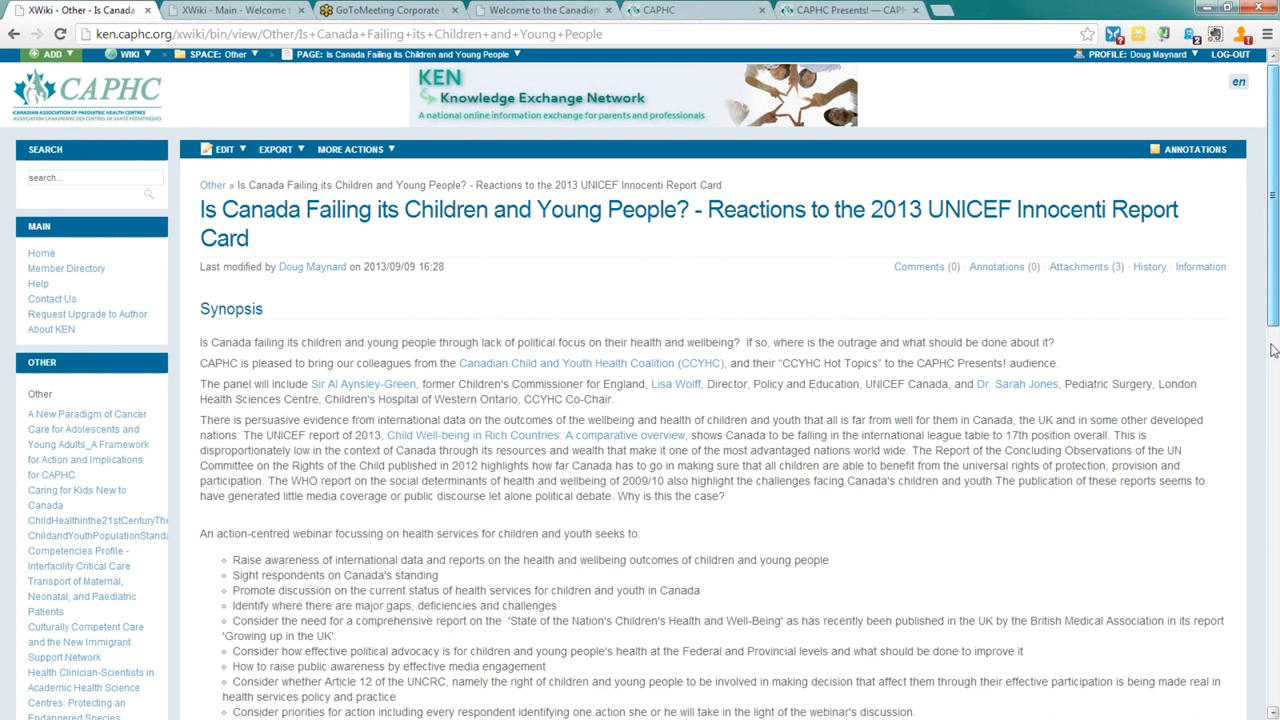 XWiki - Other - Is Canada
XWiki - Main - Welcome t
GoToMeeting Corporate
Welcome to the Canadian
CAPHC
CAPHC Presents! — CAPH
ken.caphc.org/xwiki/bin/view/Other/Is+Canada+Failing+its+Children+and+Young+People
ADD WIKI » SPACE: Other » PAGE: Is Canada Failing its Children and Young People PROFILE: Doug Maynard LOG-OUT
CAPHC
CANADIAN ASSOCIATION OF PAEDIATRIC HEALTH CENTRES
ASSOCIATION CANADIENNE DES CENTRES DE SANTÉ PÉDIATRIQUES
KEN
Knowledge Exchange Network
A national online information exchange for parents and professionals
en
SEARCH
search...
MAIN
Home
Member Directory
Help
Contact Us
Request Upgrade to Author
About KEN
OTHER
Other
A New Paradigm of Cancer
Care for Adolescents and
Young Adults_A Framework
for Action and Implications
for CAPHC
Caring for Kids New to
Canada
ChildHealthinthe21stCenturyThe
ChildandYouthPopulationStanda
Competencies Profile -
Interfacility Critical Care
Transport of Maternal,
Neonatal, and Paediatric
Patients
Culturally Competent Care
and the New Immigrant
Support Network
Health Clinician-Scientists in
Academic Health Science
Centres: Protecting an
Endangered Species
EDIT EXPORT MORE ACTIONS ANNOTATIONS
Other » Is Canada Failing its Children and Young People? - Reactions to the 2013 UNICEF Innocenti Report Card
Is Canada Failing its Children and Young People? - Reactions to the 2013 UNICEF Innocenti Report
Card
Last modified by Doug Maynard on 2013/09/09 16:28
Comments (0) · Annotations (0) · Attachments (3) · History · Information
Synopsis
Is Canada failing its children and young people through lack of political focus on their health and wellbeing? If so, where is the outrage and what should be done about it?
CAPHC is pleased to bring our colleagues from the Canadian Child and Youth Health Coalition (CCYHC), and their “CCYHC Hot Topics” to the CAPHC Presents! audience.
The panel will include Sir Al Aynsley-Green, former Children's Commissioner for England, Lisa Wolff, Director, Policy and Education, UNICEF Canada, and Dr. Sarah Jones, Pediatric Surgery, London
Health Sciences Centre, Children's Hospital of Western Ontario, CCYHC Co-Chair.
There is persuasive evidence from international data on the outcomes of the wellbeing and health of children and youth that all is far from well for them in Canada, the UK and in some other developed
nations. The UNICEF report of 2013, Child Well-being in Rich Countries: A comparative overview, shows Canada to be falling in the international league table to 17th position overall. This is
disproportionately low in the context of Canada through its resources and wealth that make it one of the most advantaged nations world wide. The Report of the Concluding Observations of the UN
Committee on the Rights of the Child published in 2012 highlights how far Canada has to go in making sure that all children are able to benefit from the universal rights of protection, provision and
participation. The WHO report on the social determinants of health and wellbeing of 2009/10 also highlight the challenges facing Canada's children and youth.The publication of these reports seems to
have generated little media coverage or public discourse let alone political debate. Why is this the case?
An action-centred webinar focussing on health services for children and youth seeks to:
Raise awareness of international data and reports on the health and wellbeing outcomes of children and young people
Sight respondents on Canada's standing
Promote discussion on the current status of health services for children and youth in Canada
Identify where there are major gaps, deficiencies and challenges
Consider the need for a comprehensive report on the 'State of the Nation's Children's Health and Well-Being' as has recently been published in the UK by the British Medical Association in its report
'Growing up in the UK'.
Consider how effective political advocacy is for children and young people's health at the Federal and Provincial levels and what should be done to improve it
How to raise public awareness by effective media engagement
Consider whether Article 12 of the UNCRC, namely the right of children and young people to be involved in making decision that affect them through their effective participation is being made real in
health services policy and practice
Consider priorities for action including every respondent identifying one action she or he will take in the light of the webinar's discussion.